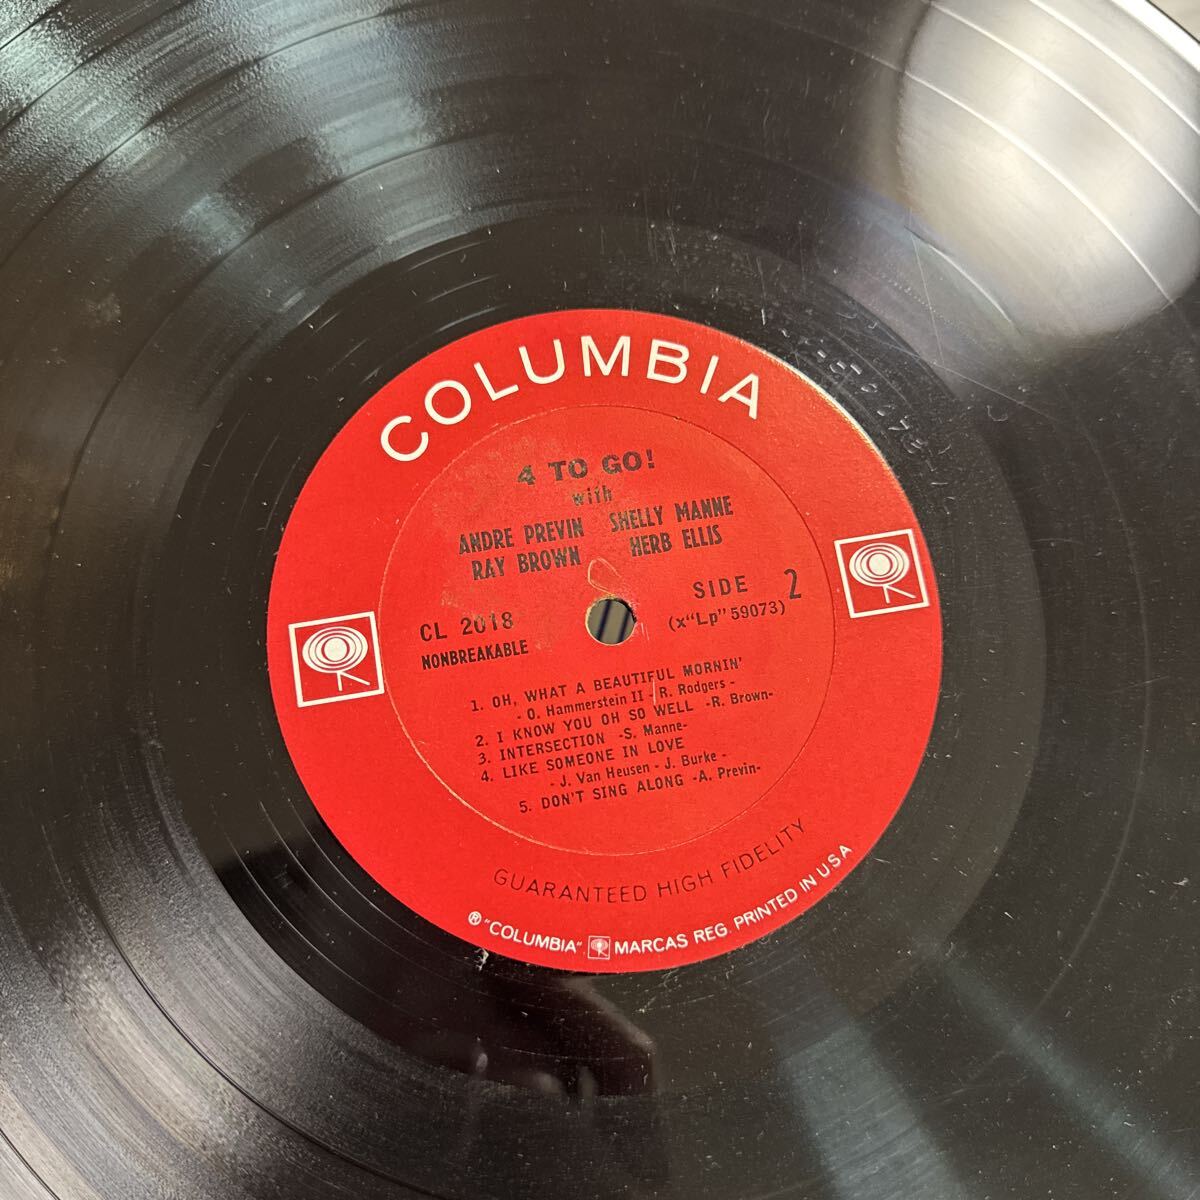 COLUMBIA
4 TO GO!
with
ANDRE PREVIN SHELLY MANNE
RAY BROWN HERB ELLIS
CL 2018 SIDE 2
NONBREAKABLE (x"Lp"59073)
1. OH, WHAT A BEAUTIFUL MORNIN'
- O. Hammerstein II - R. Rodgers -
2. I KNOW YOU OH SO WELL -R. Brown-
3. INTERSECTION -S. Manne-
4. LIKE SOMEONE IN LOVE
- J. Van Heusen - J. Burke -
5. DON'T SING ALONG -A. Previn-
GUARANTEED HIGH FIDELITY
® "COLUMBIA" MARCAS REG. PRINTED IN U.S.A